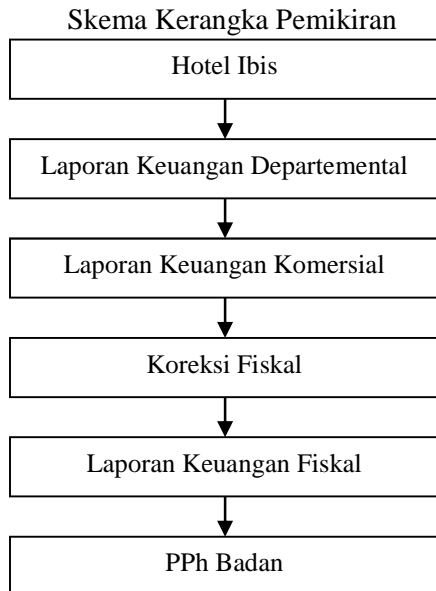 Skema Kerangka Pemikiran
Hotel Ibis
Laporan Keuangan Departemental
Laporan Keuangan Komersial
Koreksi Fiskal
Laporan Keuangan Fiskal
PPh Badan